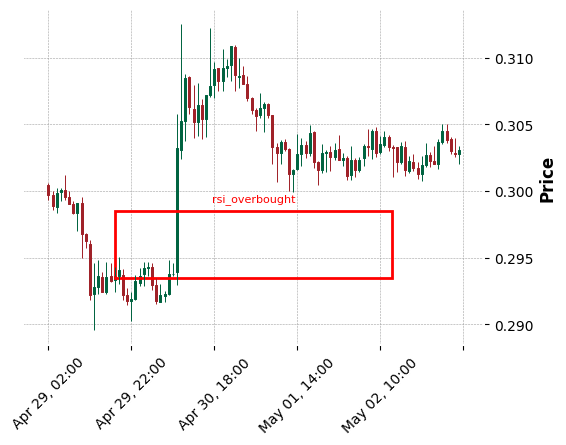 0.310
0.305
0.300
0.295
0.290
Price
rsi_overbought
Apr 29, 02:00
Apr 29, 22:00
Apr 30, 18:00
May 01, 14:00
May 02, 10:00